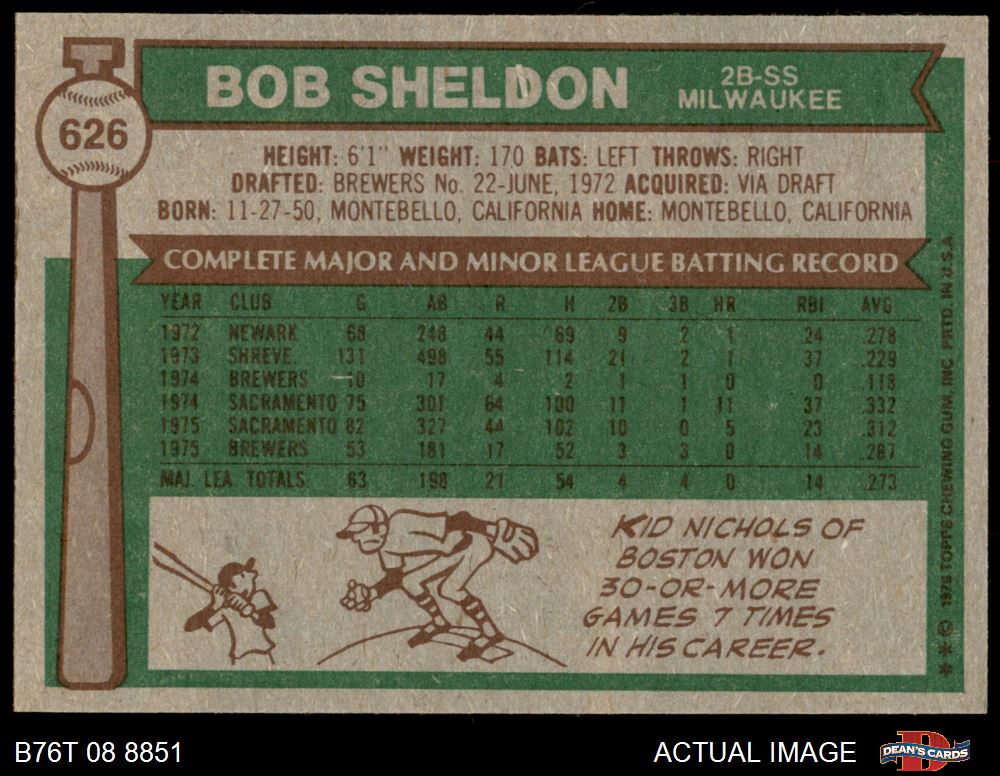 626
BOB SHELDON
2B-SS
MILWAUKEE
HEIGHT: 6'1" WEIGHT: 170 BATS: LEFT THROWS: RIGHT
DRAFTED: BREWERS No. 22-JUNE, 1972 ACQUIRED: VIA DRAFT
BORN: 11-27-50, MONTEBELLO, CALIFORNIA HOME: MONTEBELLO, CALIFORNIA
COMPLETE MAJOR AND MINOR LEAGUE BATTING RECORD
YEAR CLUB G AB R H 2B 3B HR RBI AVG.
1972 NEWARK 68 248 44 69 9 2 1 24 .278
1973 SHREVE. 131 498 55 114 21 2 1 37 .229
1974 BREWERS 10 17 4 2 1 1 0 0 .118
1974 SACRAMENTO 75 301 64 100 11 1 11 37 .332
1975 SACRAMENTO 82 327 44 102 10 0 5 23 .312
1975 BREWERS 53 181 17 52 3 3 0 14 .287
MAJ. LEA. TOTALS 63 198 21 54 4 4 0 14 .273
KID NICHOLS OF
BOSTON WON
30-OR-MORE
GAMES 7 TIMES
IN HIS CAREER.
*** © 1976 TOPPS CHEWING GUM, INC. PRTD. IN U.S.A.
B76T 08 8851
ACTUAL IMAGE
D
DEAN'S CARDS